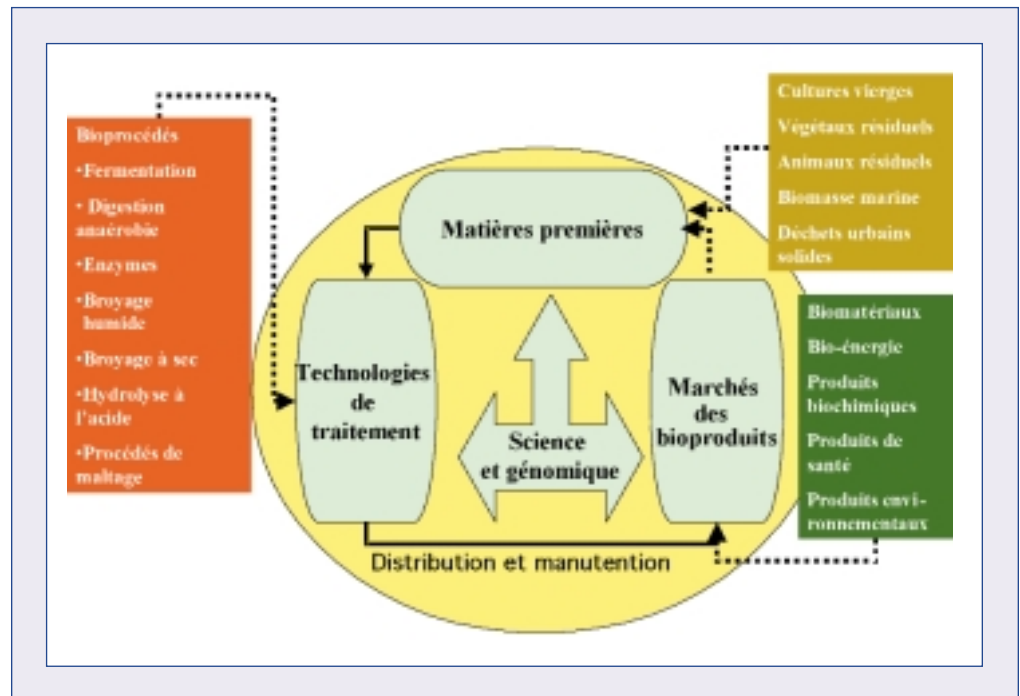 Bioprocédés
•Fermentation
• Digestion
anaérobie
•Enzymes
•Broyage
humide
•Broyage à sec
•Hydrolyse à
l'acide
•Procédés de
maltage
Matières premières
Technologies
de
traitement
Science
et génomique
Marchés
des
bioproduits
Distribution et manutention
Cultures vierges
Végétaux résiduels
Animaux résiduels
Biomasse marine
Déchets urbains
solides
Biomatériaux
Bio-énergie
Produits
biochimiques
Produits de
santé
Produits envi-
ronnementaux